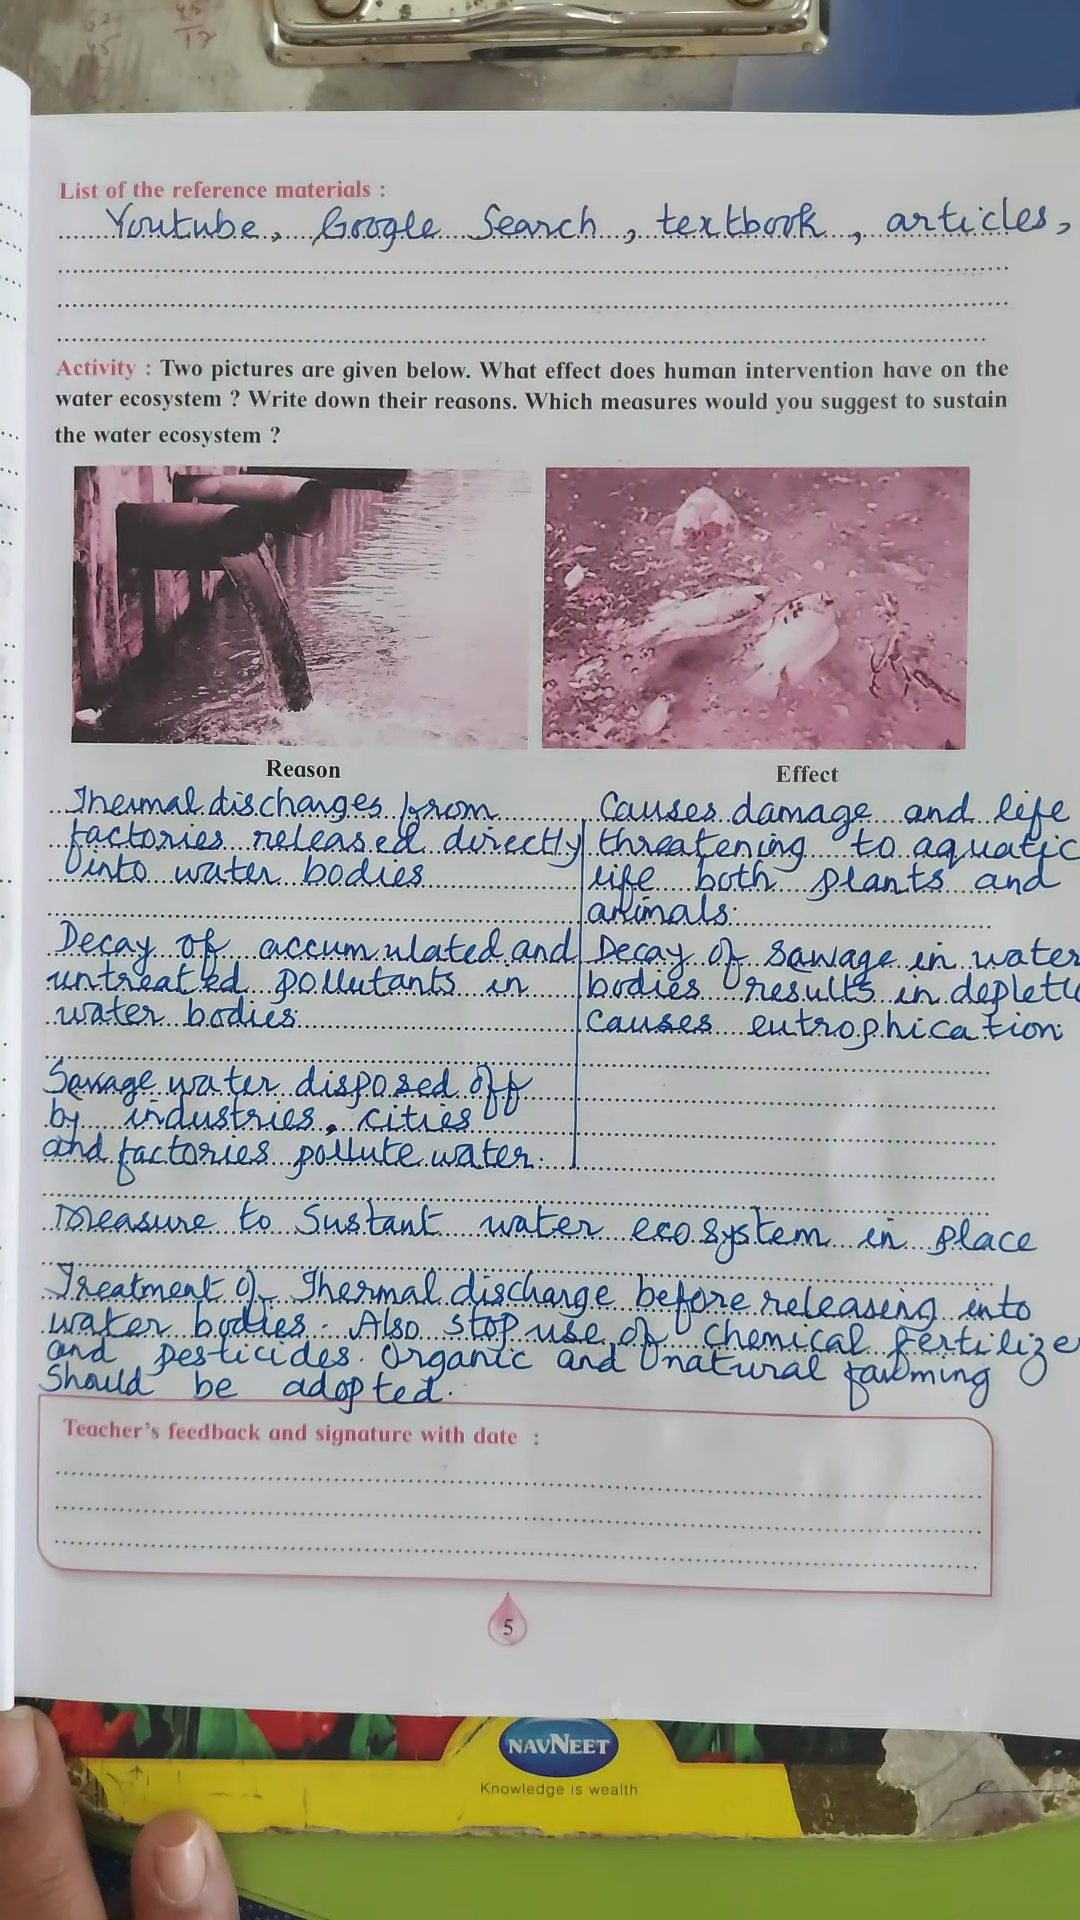 List of the reference materials :
Youtube, Google Search, textbook, articles,
Activity : Two pictures are given below. What effect does human intervention have on the
water ecosystem ? Write down their reasons. Which measures would you suggest to sustain
the water ecosystem ?
Reason
Thermal discharges from
factories released directly
into water bodies
Decay of accumulated and
untreated pollutants in
water bodies
Sawage water disposed off
by industries, cities
and factories pollute water.
Effect
Causes damage and life
threatening to aquatic
life both plants and
animals.
Decay of Sawage in water
bodies results in depleti
causes eutrophication
Measure to Sustant water ecosystem in place
Treatment of Thermal discharge before releasing into
water bodies. Also stop use of chemical Fertilize
and pesticides. Organic and natural farming
Should be adopted.
Teacher's feedback and signature with date :
5
NAVNEET
Knowledge is wealth